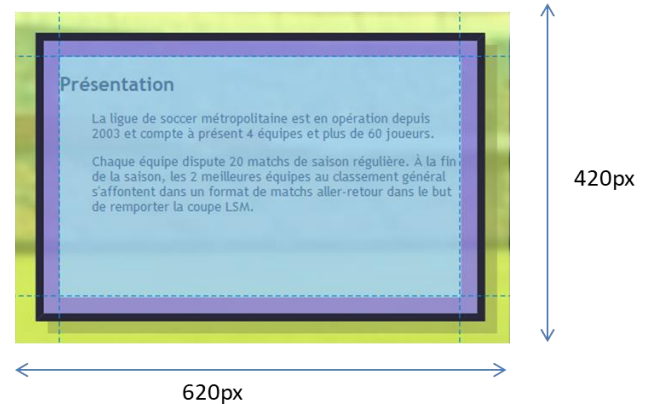 Présentation
La ligue de soccer métropolitaine est en opération depuis
2003 et compte à présent 4 équipes et plus de 60 joueurs.
Chaque équipe dispute 20 matchs de saison régulière. À la fin
de la saison, les 2 meilleures équipes au classement général
s'affontent dans un format de matchs aller-retour dans le but
de remporter la coupe LSM.
420px
620px